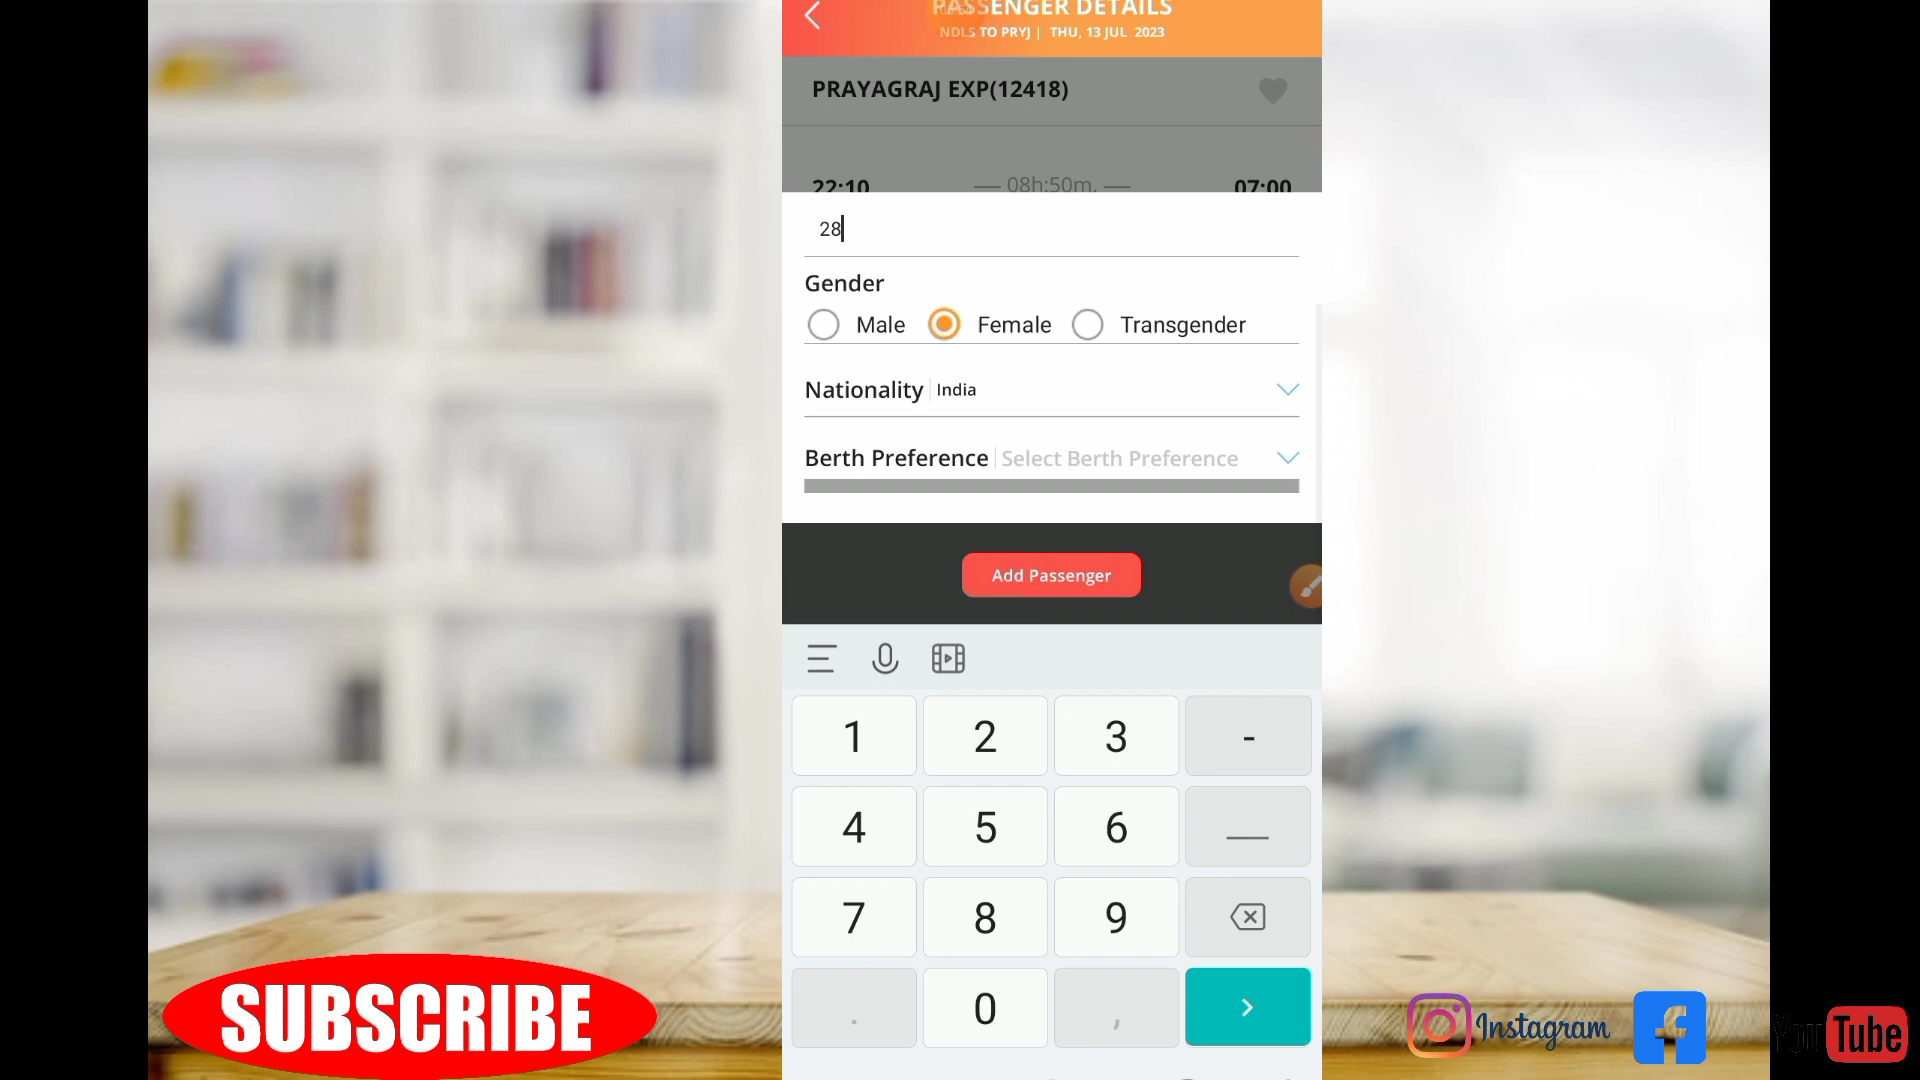 PASSENGER DETAILS
NDLS TO PRYJ | THU, 13 JUL 2023
PRAYAGRAJ EXP(12418)
22:10 08h:50m. 07:00
28
Gender
Male Female Transgender
Nationality India
Berth Preference Select Berth Preference
Add Passenger
1 2 3 -
4 5 6
7 8 9
. 0 ,
SUBSCRIBE
Instagram
YouTube